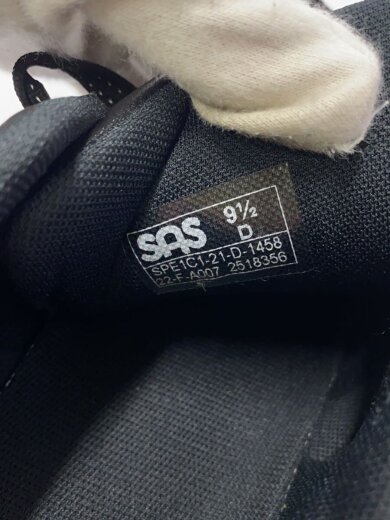 SAS 9½
D
SPE1C1-21-D-1458
22-F-A007 2518356